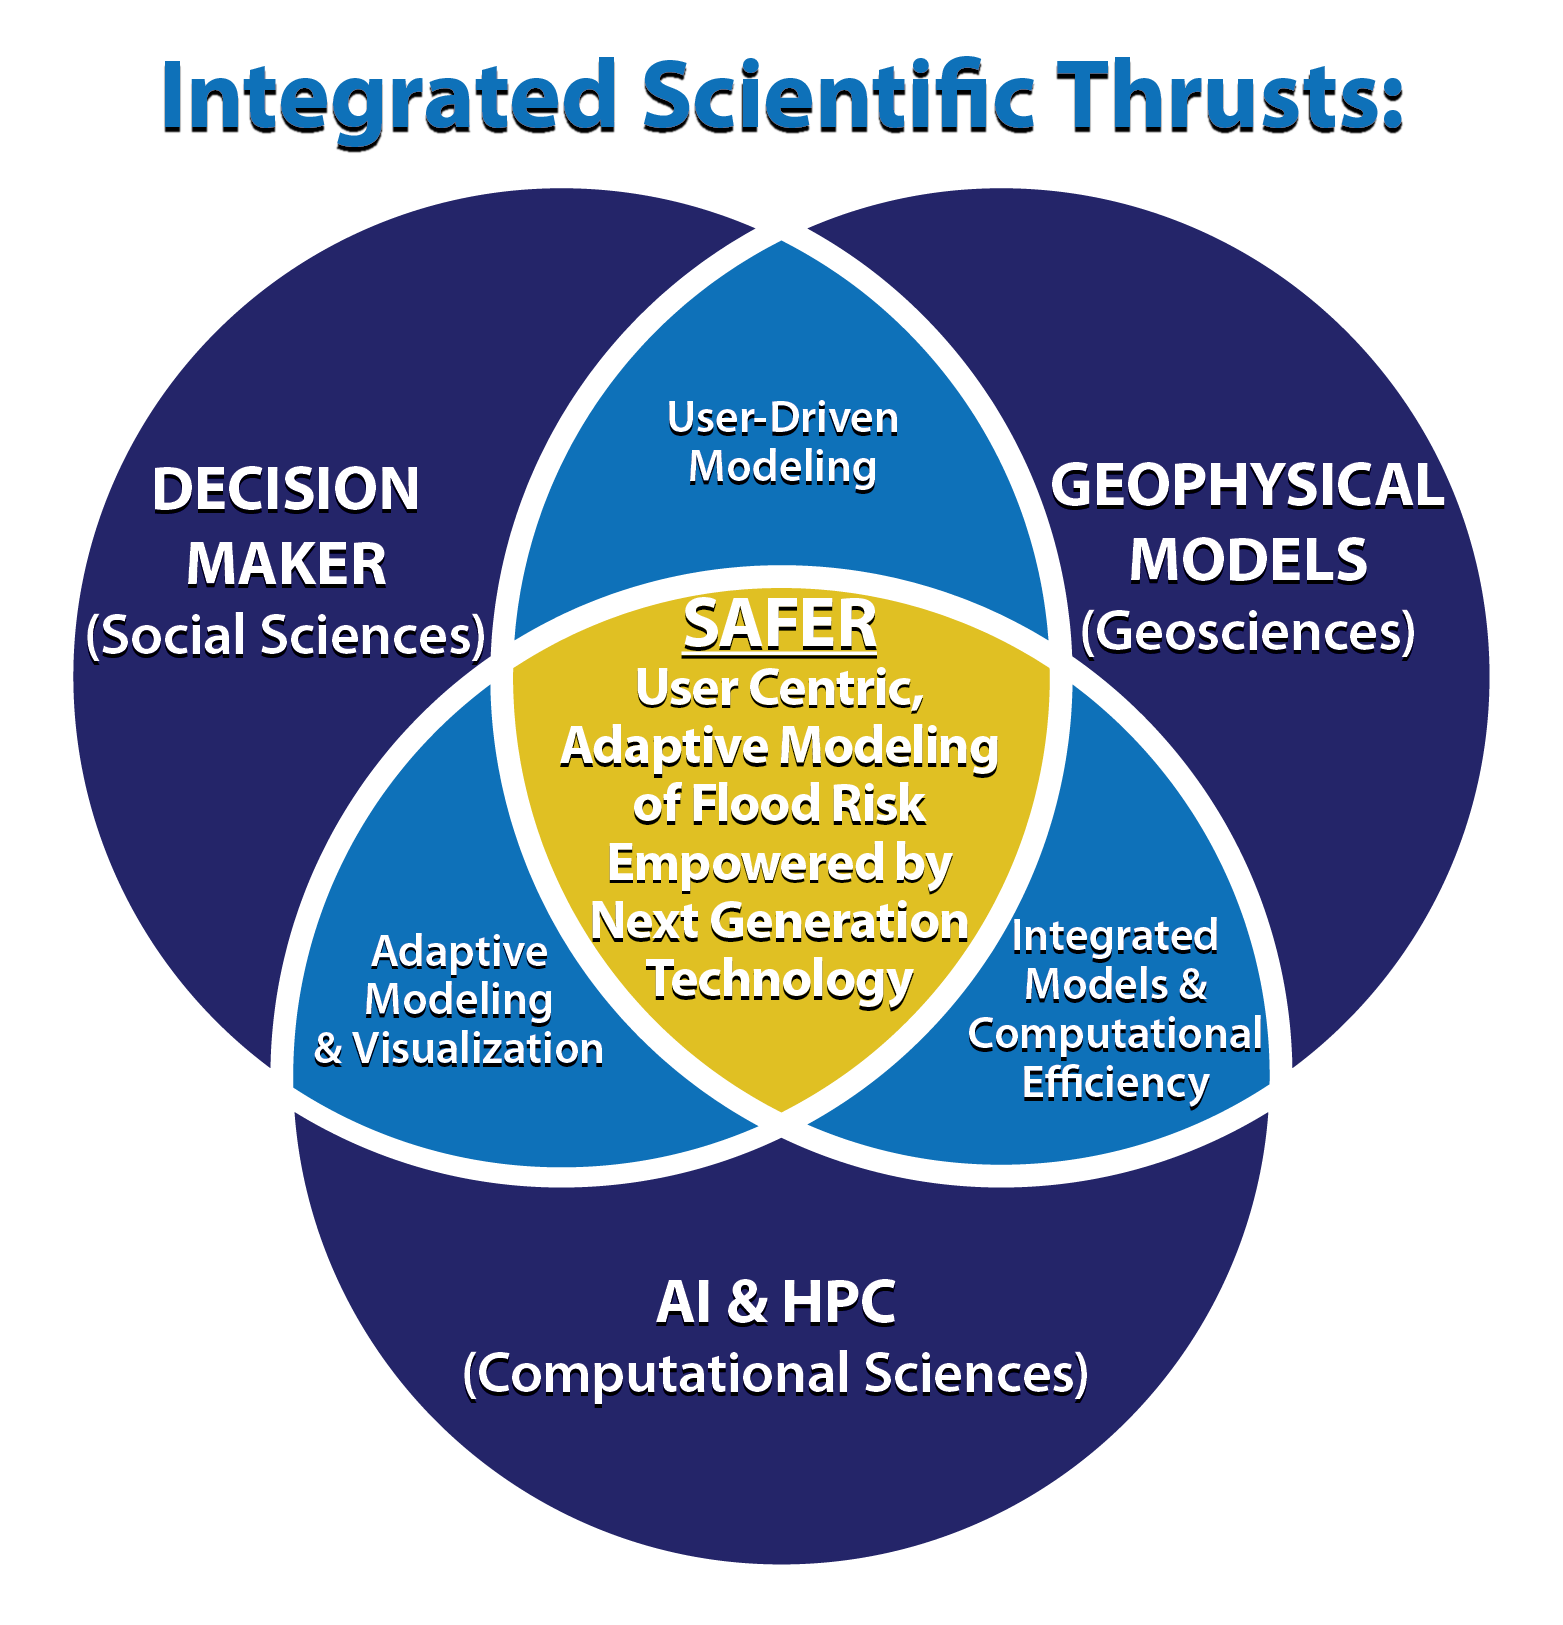 Integrated Scientific Thrusts:
User-Driven
Modeling
DECISION
MAKER
(Social Sciences)
GEOPHYSICAL
MODELS
(Geosciences)
SAFER
User Centric,
Adaptive Modeling
of Flood Risk
Empowered by
Next Generation
Technology
Adaptive
Modeling
& Visualization
Integrated
Models &
Computational
Efficiency
AI & HPC
(Computational Sciences)